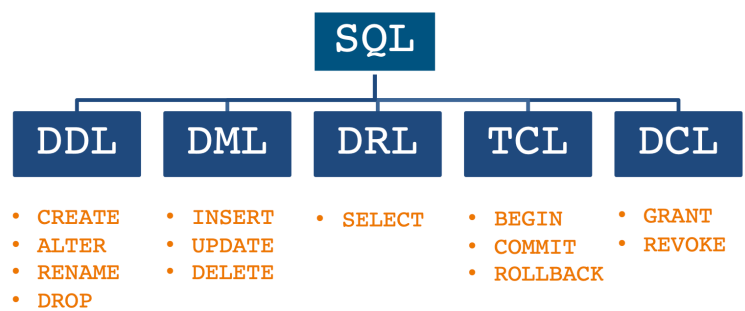 SQL
DDL
DML
DRL
TCL
DCL
• CREATE
• ALTER
• RENAME
• DROP
• INSERT
• UPDATE
• DELETE
• SELECT
• BEGIN
• COMMIT
• ROLLBACK
• GRANT
• REVOKE